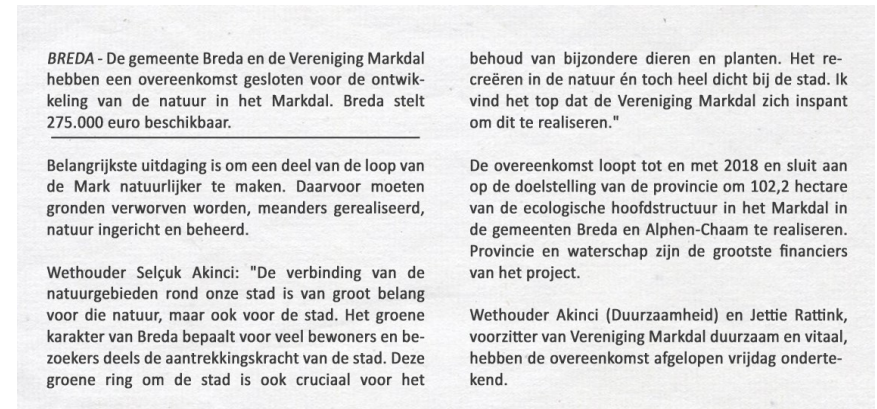 BREDA - De gemeente Breda en de Vereniging Markdal
hebben een overeenkomst gesloten voor de ontwik-
keling van de natuur in het Markdal. Breda stelt
275.000 euro beschikbaar.
Belangrijkste uitdaging is om een deel van de loop van
de Mark natuurlijker te maken. Daarvoor moeten
gronden verworven worden, meanders gerealiseerd,
natuur ingericht en beheerd.
Wethouder Selçuk Akinci: "De verbinding van de
natuurgebieden rond onze stad is van groot belang
voor die natuur, maar ook voor de stad. Het groene
karakter van Breda bepaalt voor veel bewoners en be-
zoekers deels de aantrekkingskracht van de stad. Deze
groene ring om de stad is ook cruciaal voor het
behoud van bijzondere dieren en planten. Het re-
creëren in de natuur én toch heel dicht bij de stad. Ik
vind het top dat de Vereniging Markdal zich inspant
om dit te realiseren."
De overeenkomst loopt tot en met 2018 en sluit aan
op de doelstelling van de provincie om 102,2 hectare
van de ecologische hoofdstructuur in het Markdal in
de gemeenten Breda en Alphen-Chaam te realiseren.
Provincie en waterschap zijn de grootste financiers
van het project.
Wethouder Akinci (Duurzaamheid) en Jettie Rattink,
voorzitter van Vereniging Markdal duurzaam en vitaal,
hebben de overeenkomst afgelopen vrijdag onderte-
kend.